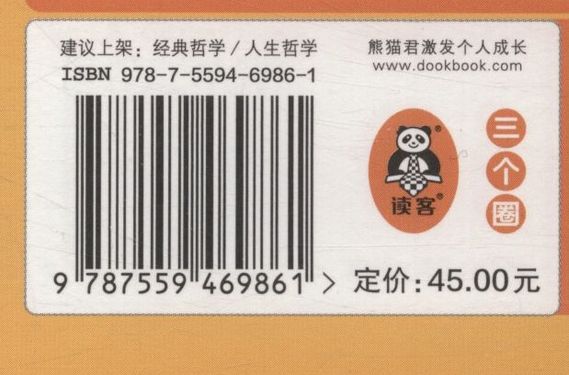 建议上架：经典哲学/人生哲学
ISBN 978-7-5594-6986-1
9 787559 469861 >
熊猫君激发个人成长
www.dookbook.com
读客®
三个圈
定价：45.00元